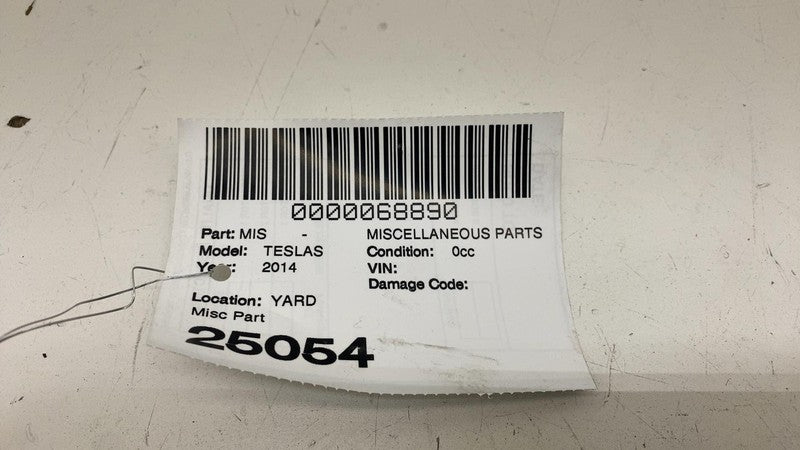 0000068890
Part: MIS - MISCELLANEOUS PARTS
Model: TESLAS Condition: 0cc
Year: 2014 VIN:
Damage Code:
Location: YARD
Misc Part
25054